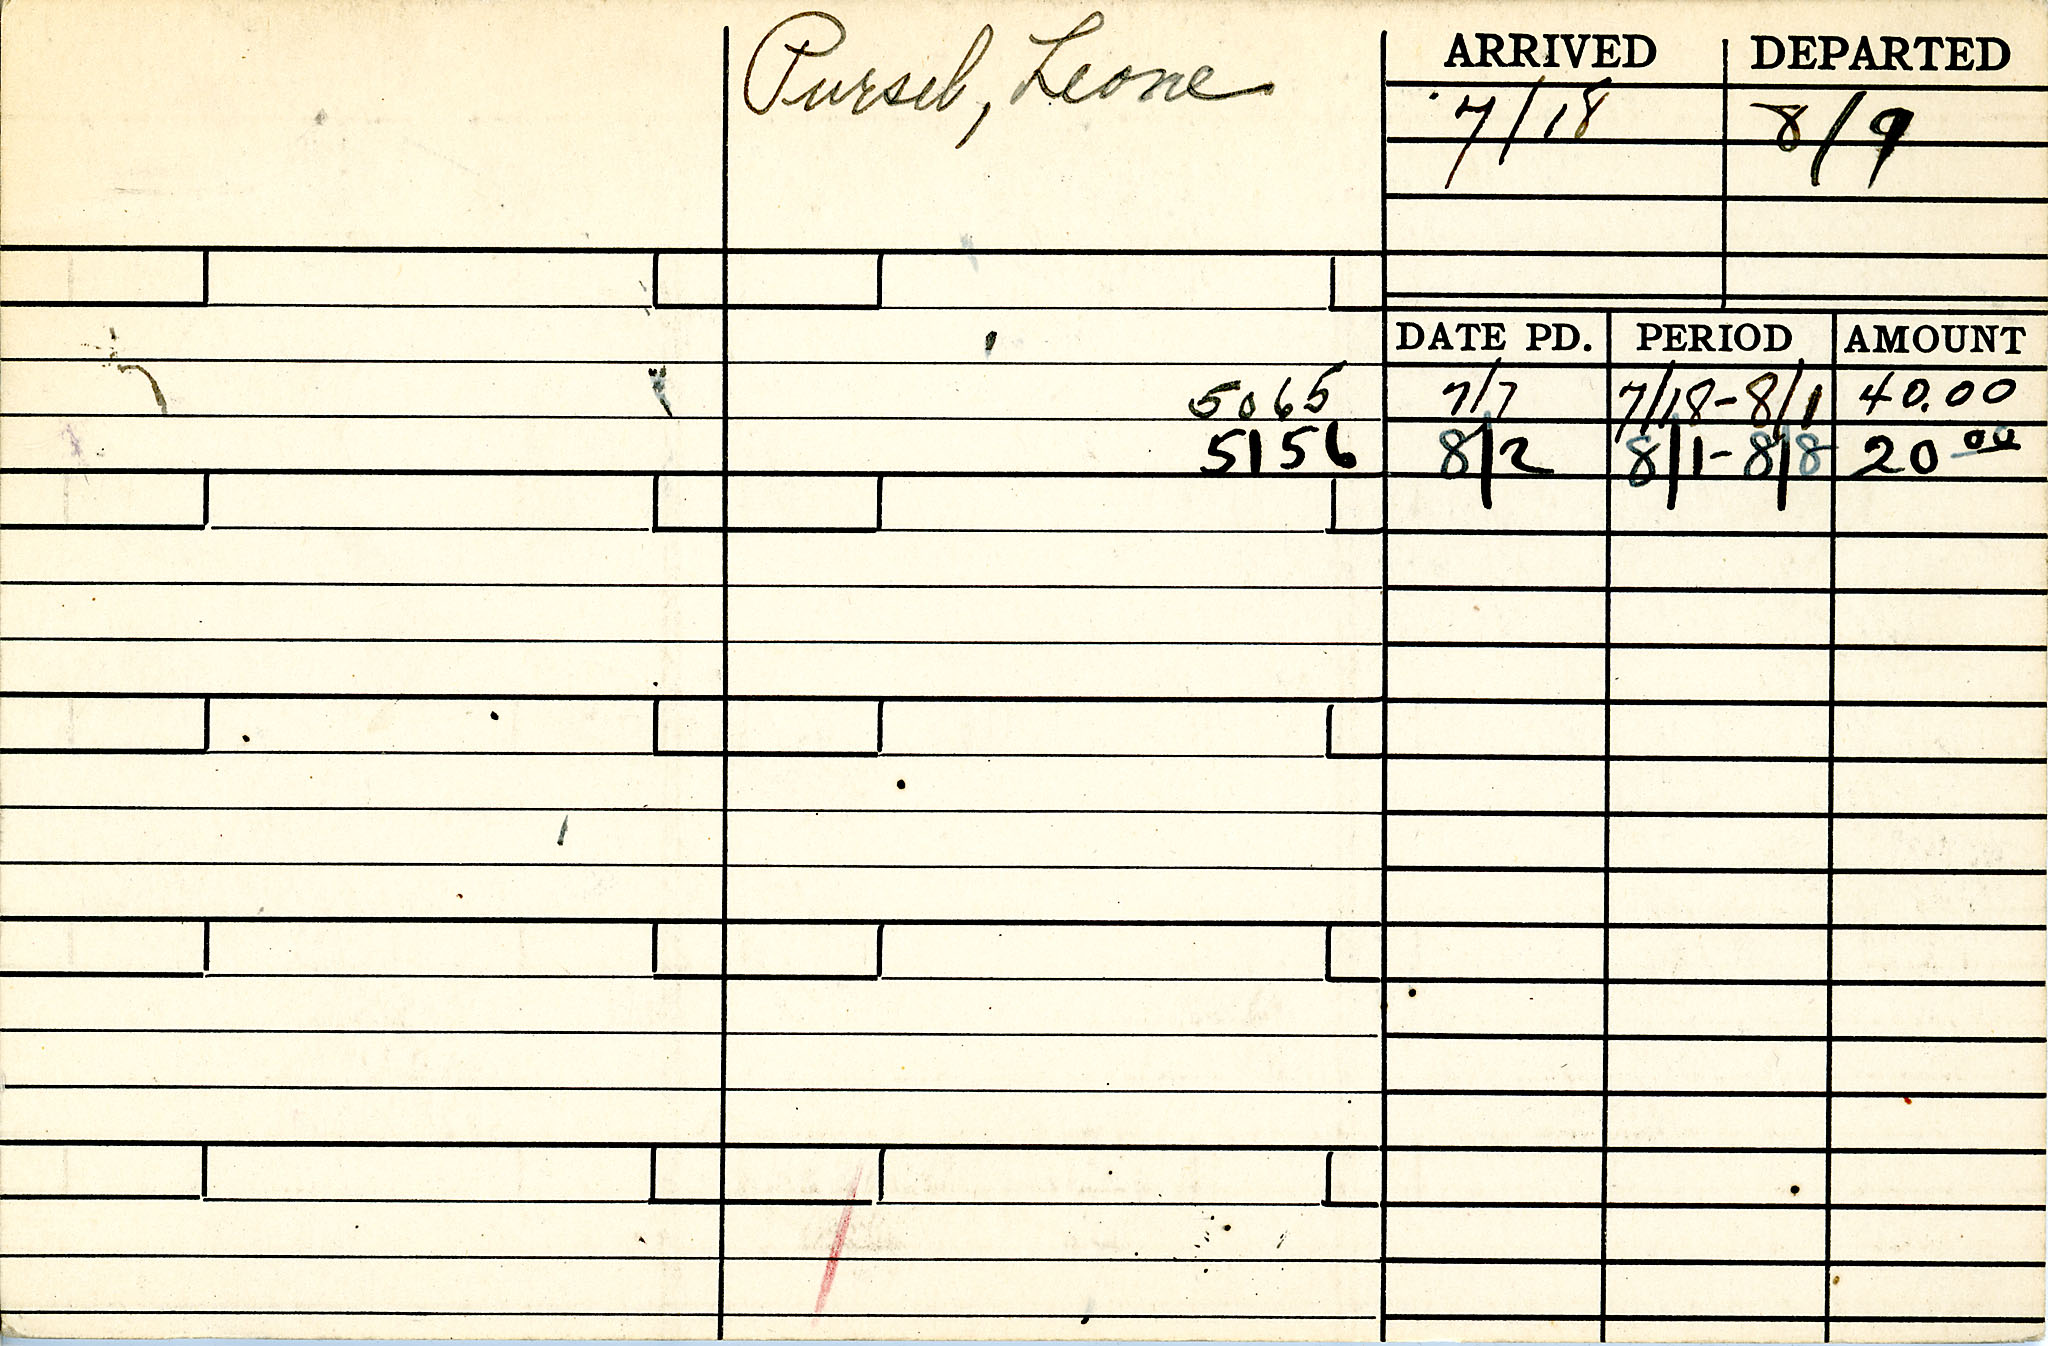 Pursel, Leone
ARRIVED DEPARTED
7/18 8/9
DATE PD. PERIOD AMOUNT
5065 7/7 7/18-8/1 40.00
5156 8/2 8/1-8/8 20 00